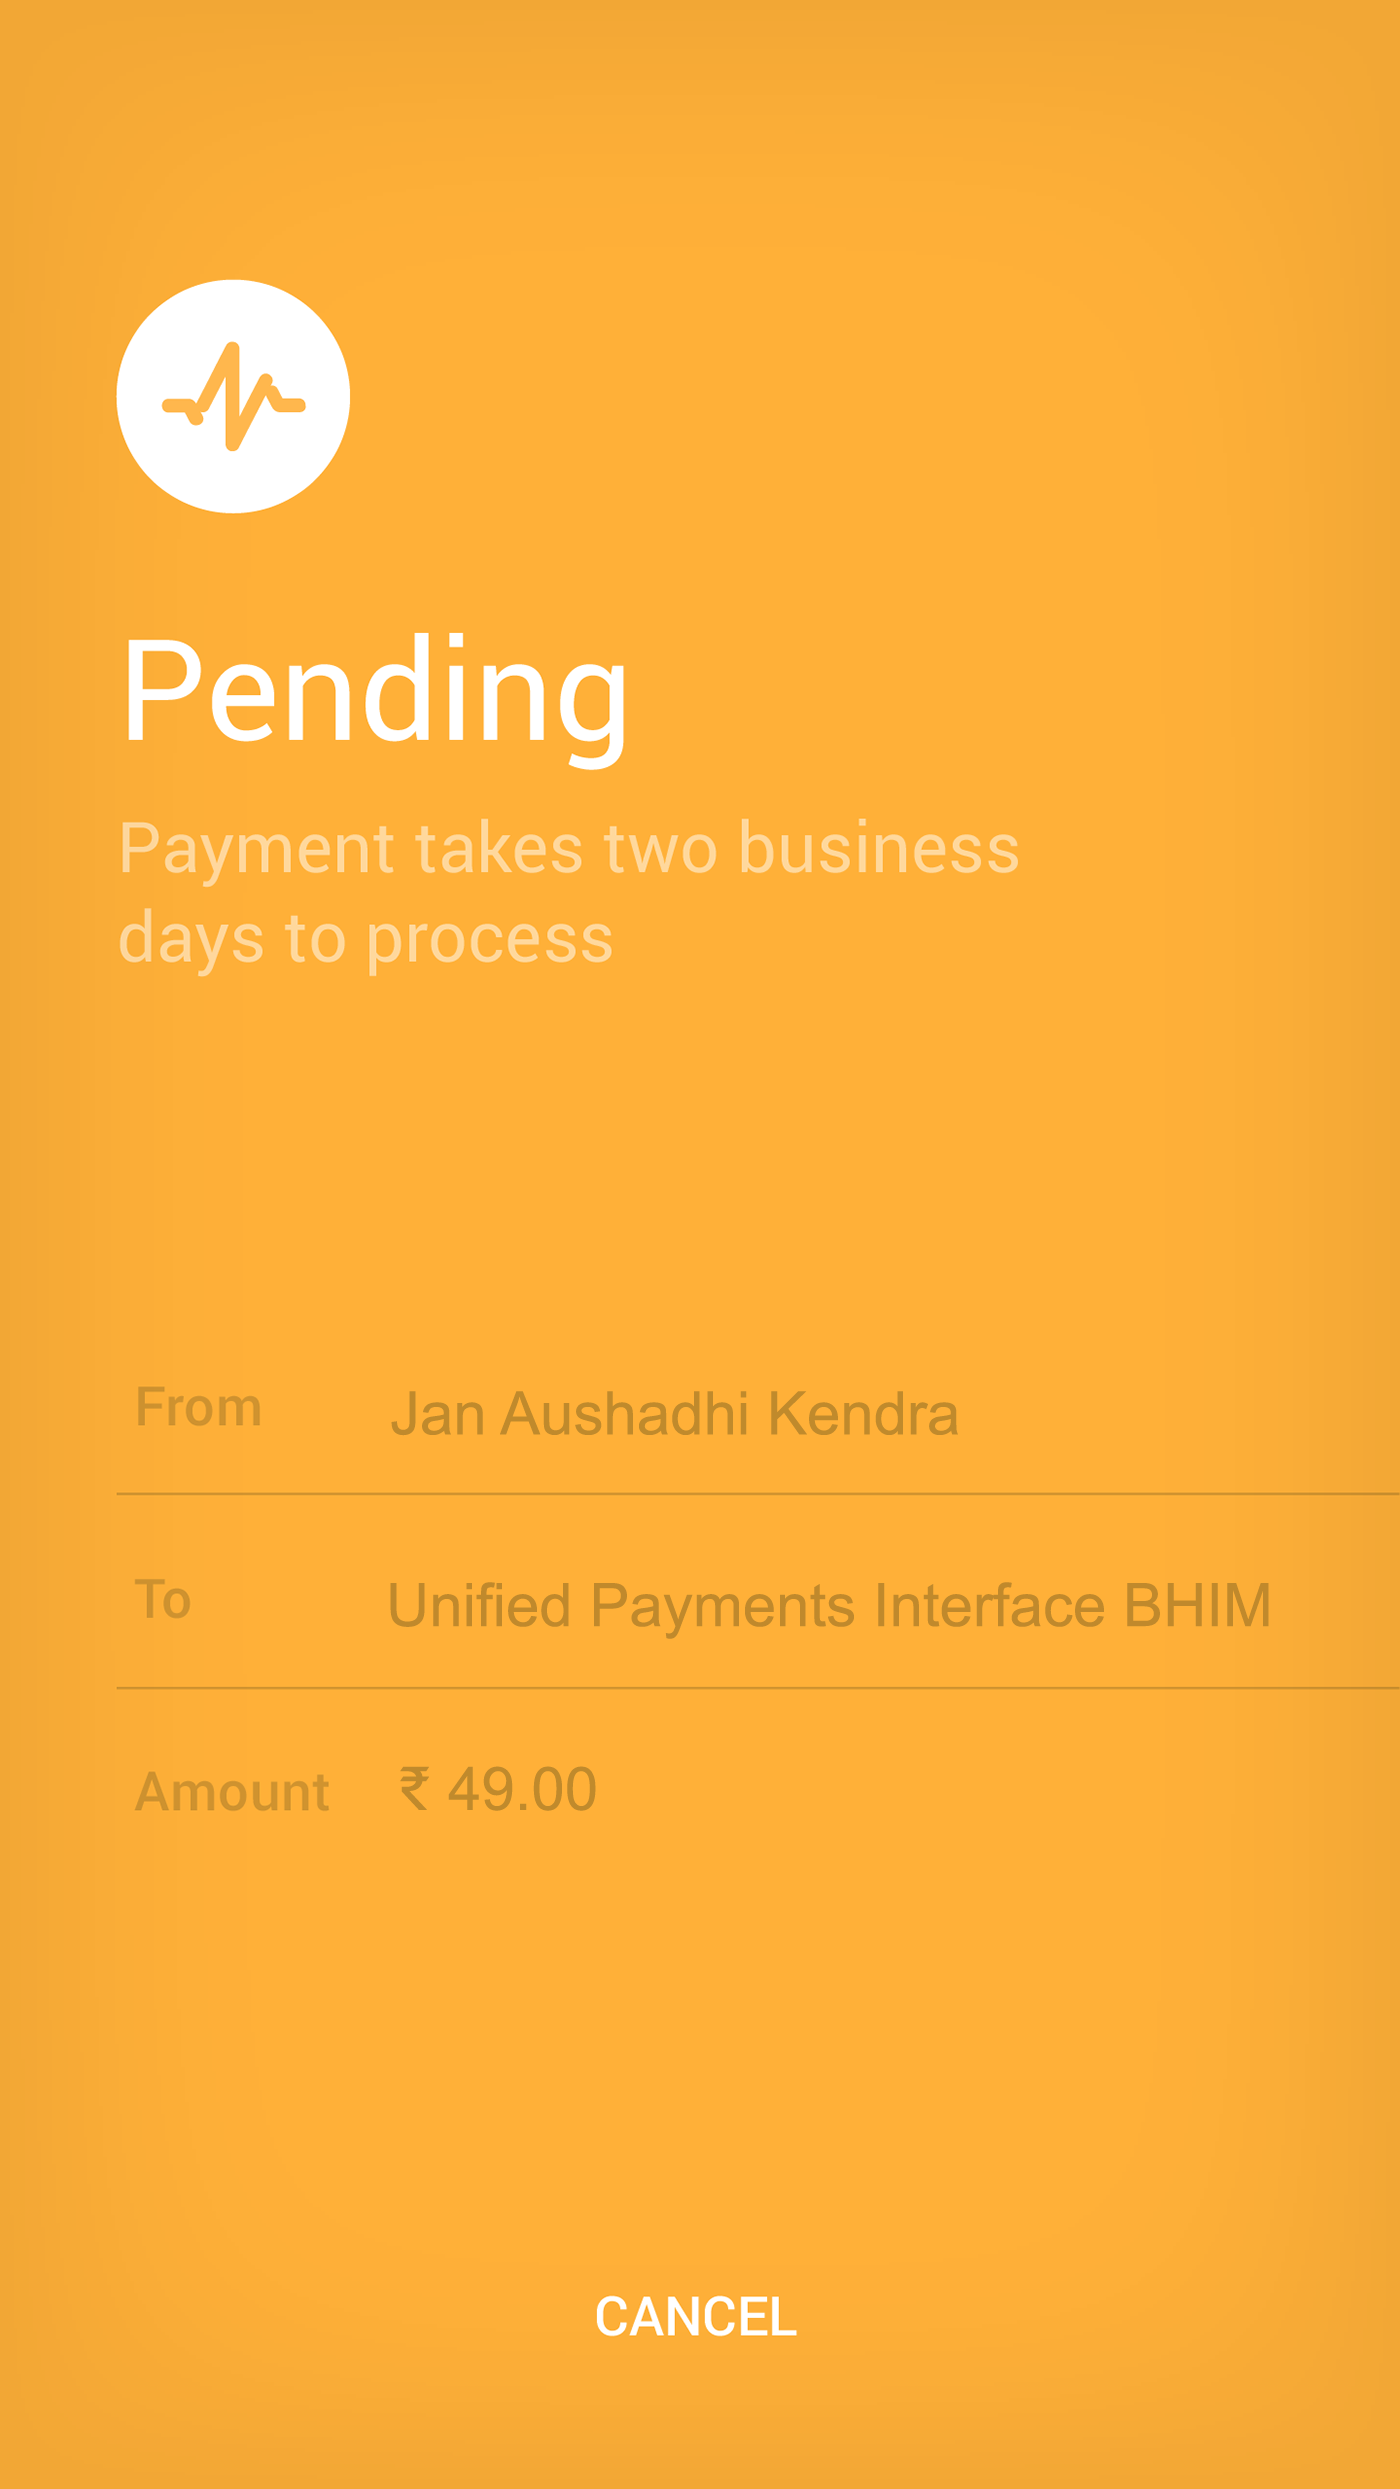 Pending
Payment takes two business
days to process
From Jan Aushadhi Kendra
To Unified Payments Interface BHIM
Amount ₹ 49.00
CANCEL